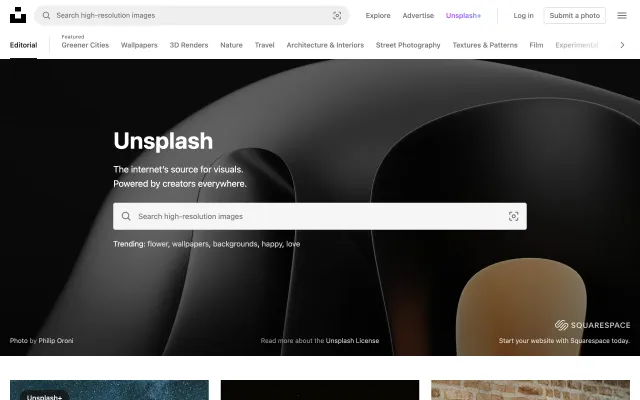 Search high-resolution images
Explore
Advertise
Unsplash+
Log in
Submit a photo
Editorial
Featured
Greener Cities
Wallpapers
3D Renders
Nature
Travel
Architecture & Interiors
Street Photography
Textures & Patterns
Film
Experimental
Unsplash
The internet's source for visuals.
Powered by creators everywhere.
Search high-resolution images
Trending: flower, wallpapers, backgrounds, happy, love
SQUARESPACE
Photo by Philip Oroni
Read more about the Unsplash License
Start your website with Squarespace today.
Unsplash+